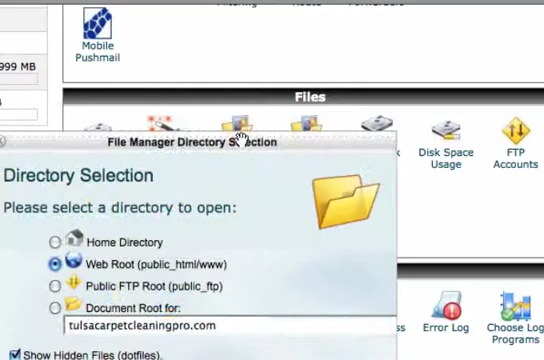 Mobile
Pushmail
999 MB
Files
File Manager Directory Selection
Disk Space
Usage
FTP
Accounts
Directory Selection
Please select a directory to open:
Home Directory
Web Root (public_html/www)
Public FTP Root (public_ftp)
Document Root for:
tulsacarpetcleaningpro.com
Show Hidden Files (dotfiles).
Error Log
Choose Log
Programs